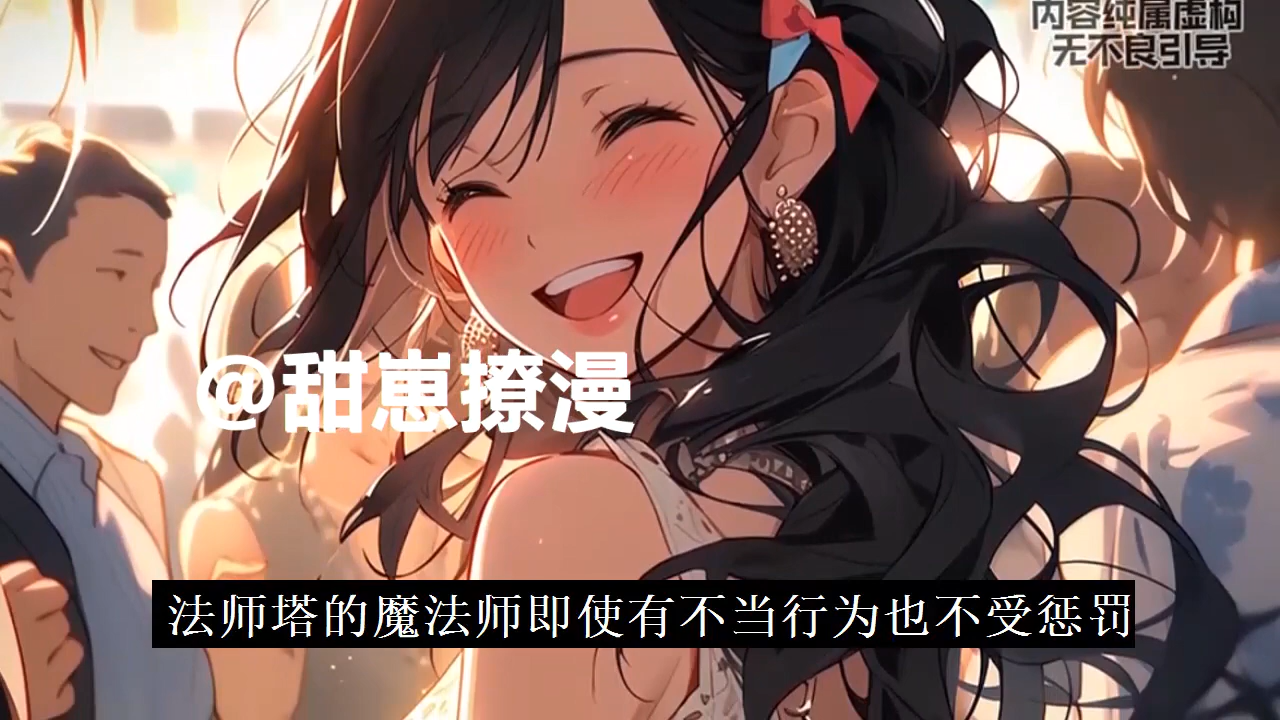 内容纯属虚构
无不良引导
@甜崽撩漫
法师塔的魔法师即使有不当行为也不受惩罚